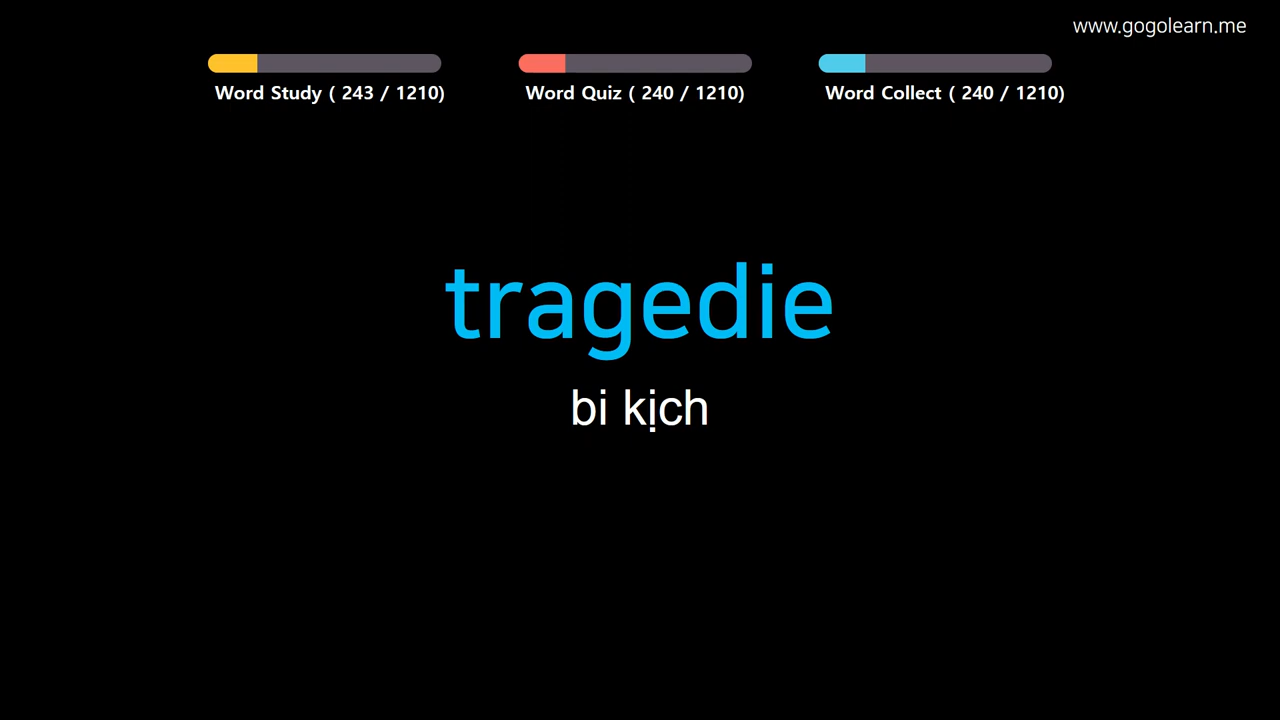 www.gogolearn.me
Word Study ( 243 / 1210)
Word Quiz ( 240 / 1210)
Word Collect ( 240 / 1210)
tragedie
bi kịch